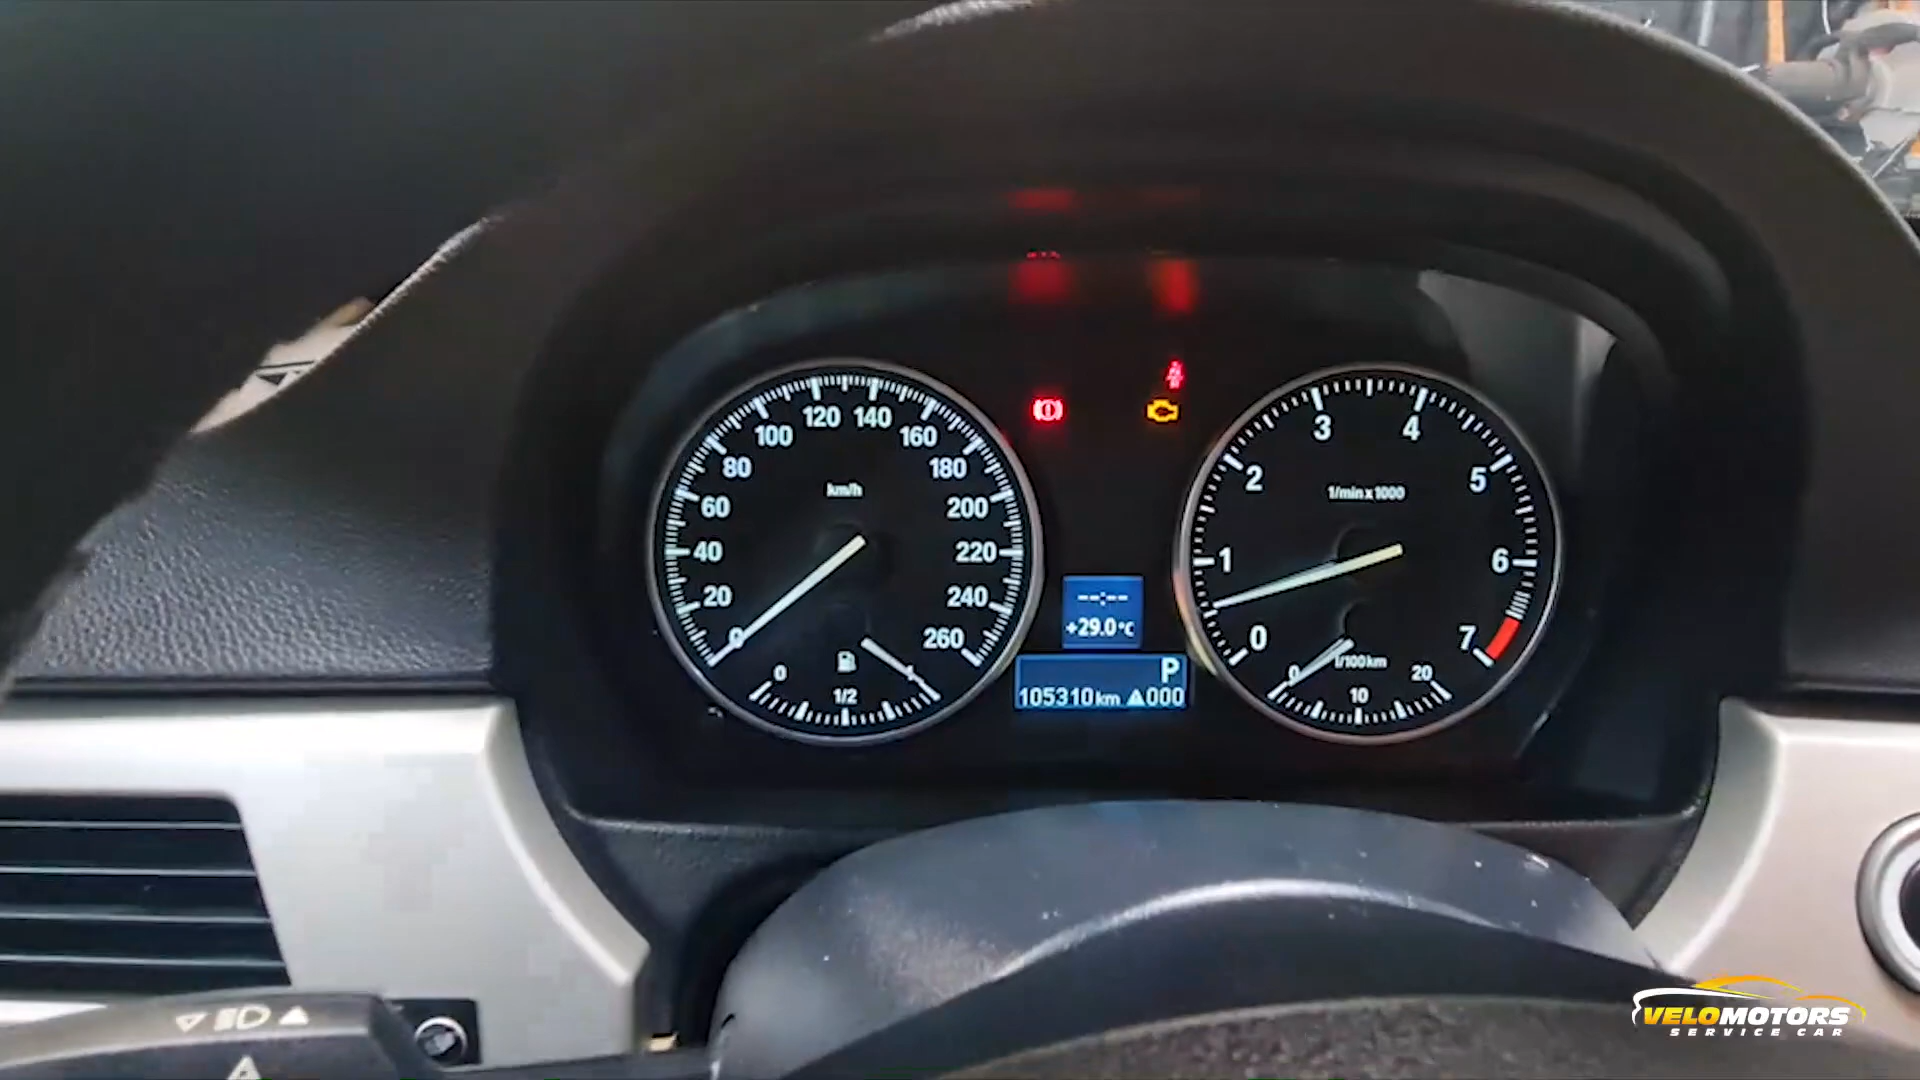 120 140
100 160
80 180
km/h
60 200
40 220
20 240
0 260
0
1/2
--:--
+29.0°c
P
105310km ▲000
3 4
2 5
1/min x 1000
1 6
0 7
l/100km
0 20
10
VELOMOTORS
SERVICE CAR